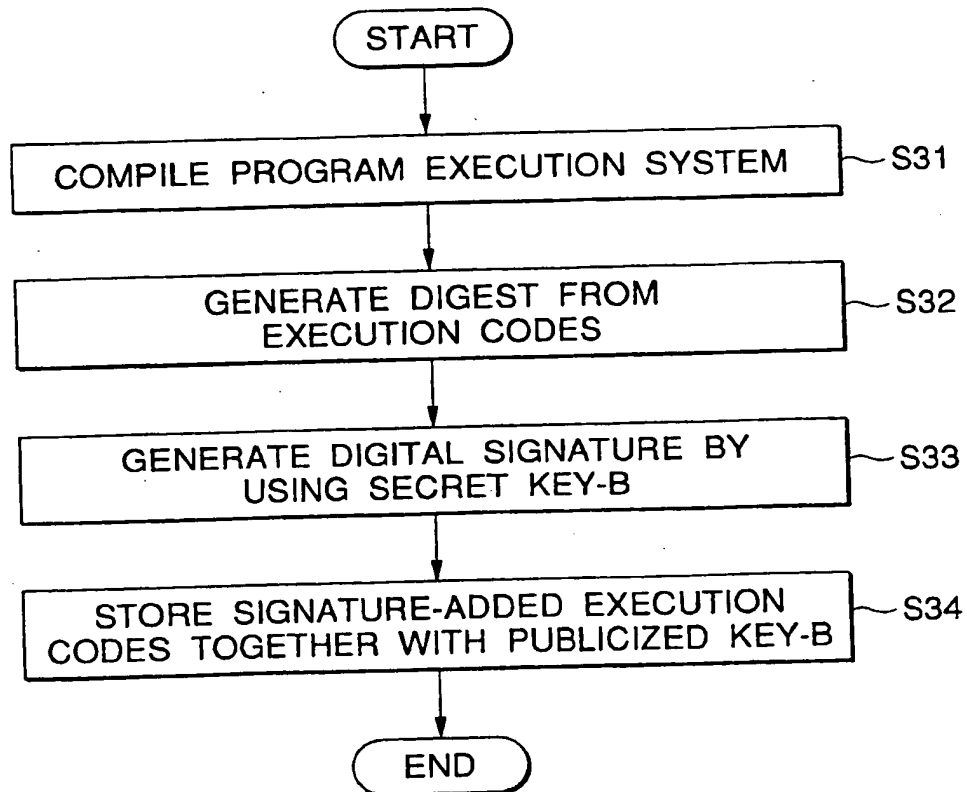 START
COMPILE PROGRAM EXECUTION SYSTEM
S31
GENERATE DIGEST FROM
EXECUTION CODES
S32
GENERATE DIGITAL SIGNATURE BY
USING SECRET KEY-B
S33
STORE SIGNATURE-ADDED EXECUTION
CODES TOGETHER WITH PUBLICIZED KEY-B
S34
END